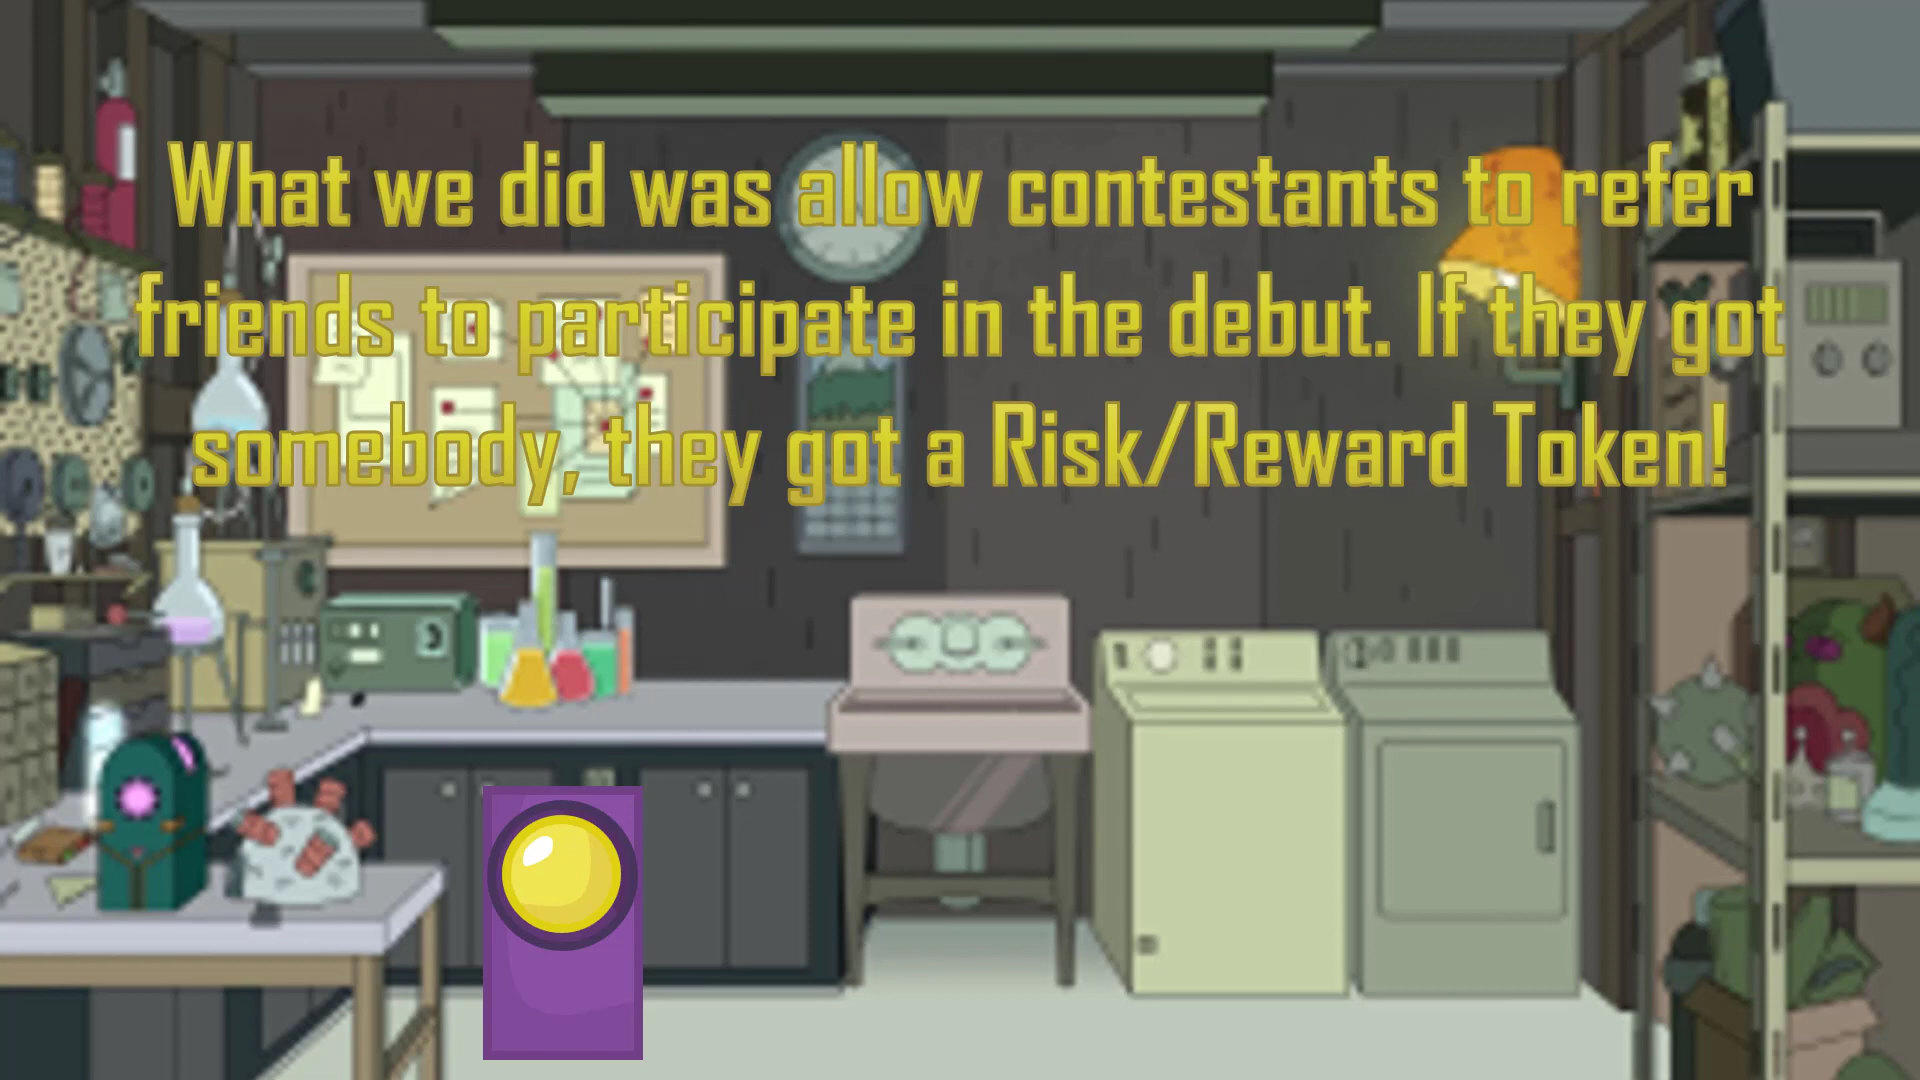 What we did was allow contestants to refer
friends to participate in the debut. If they got
somebody, they got a Risk/Reward Token!